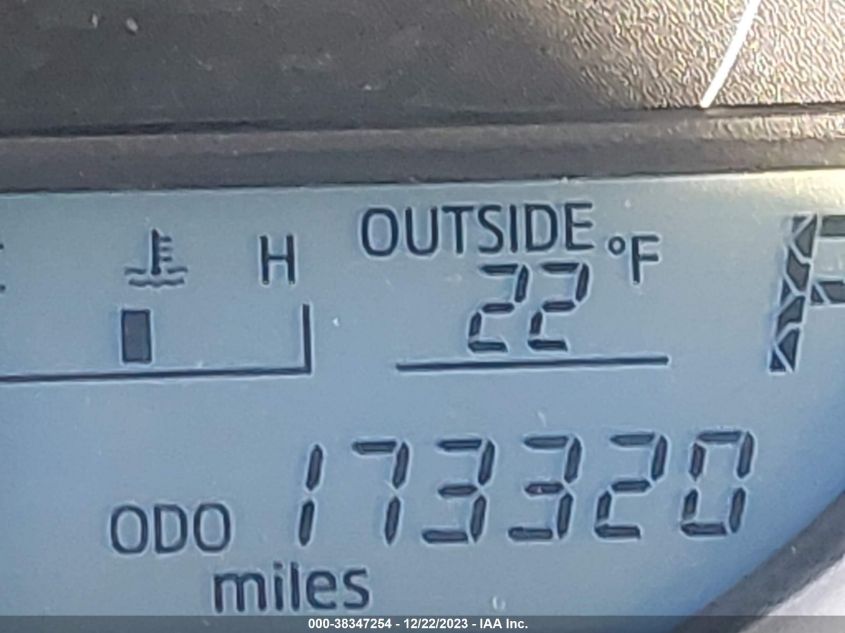 OUTSIDE °F
H
22
P
ODO 173320
miles
000-38347254 - 12/22/2023 - IAA Inc.